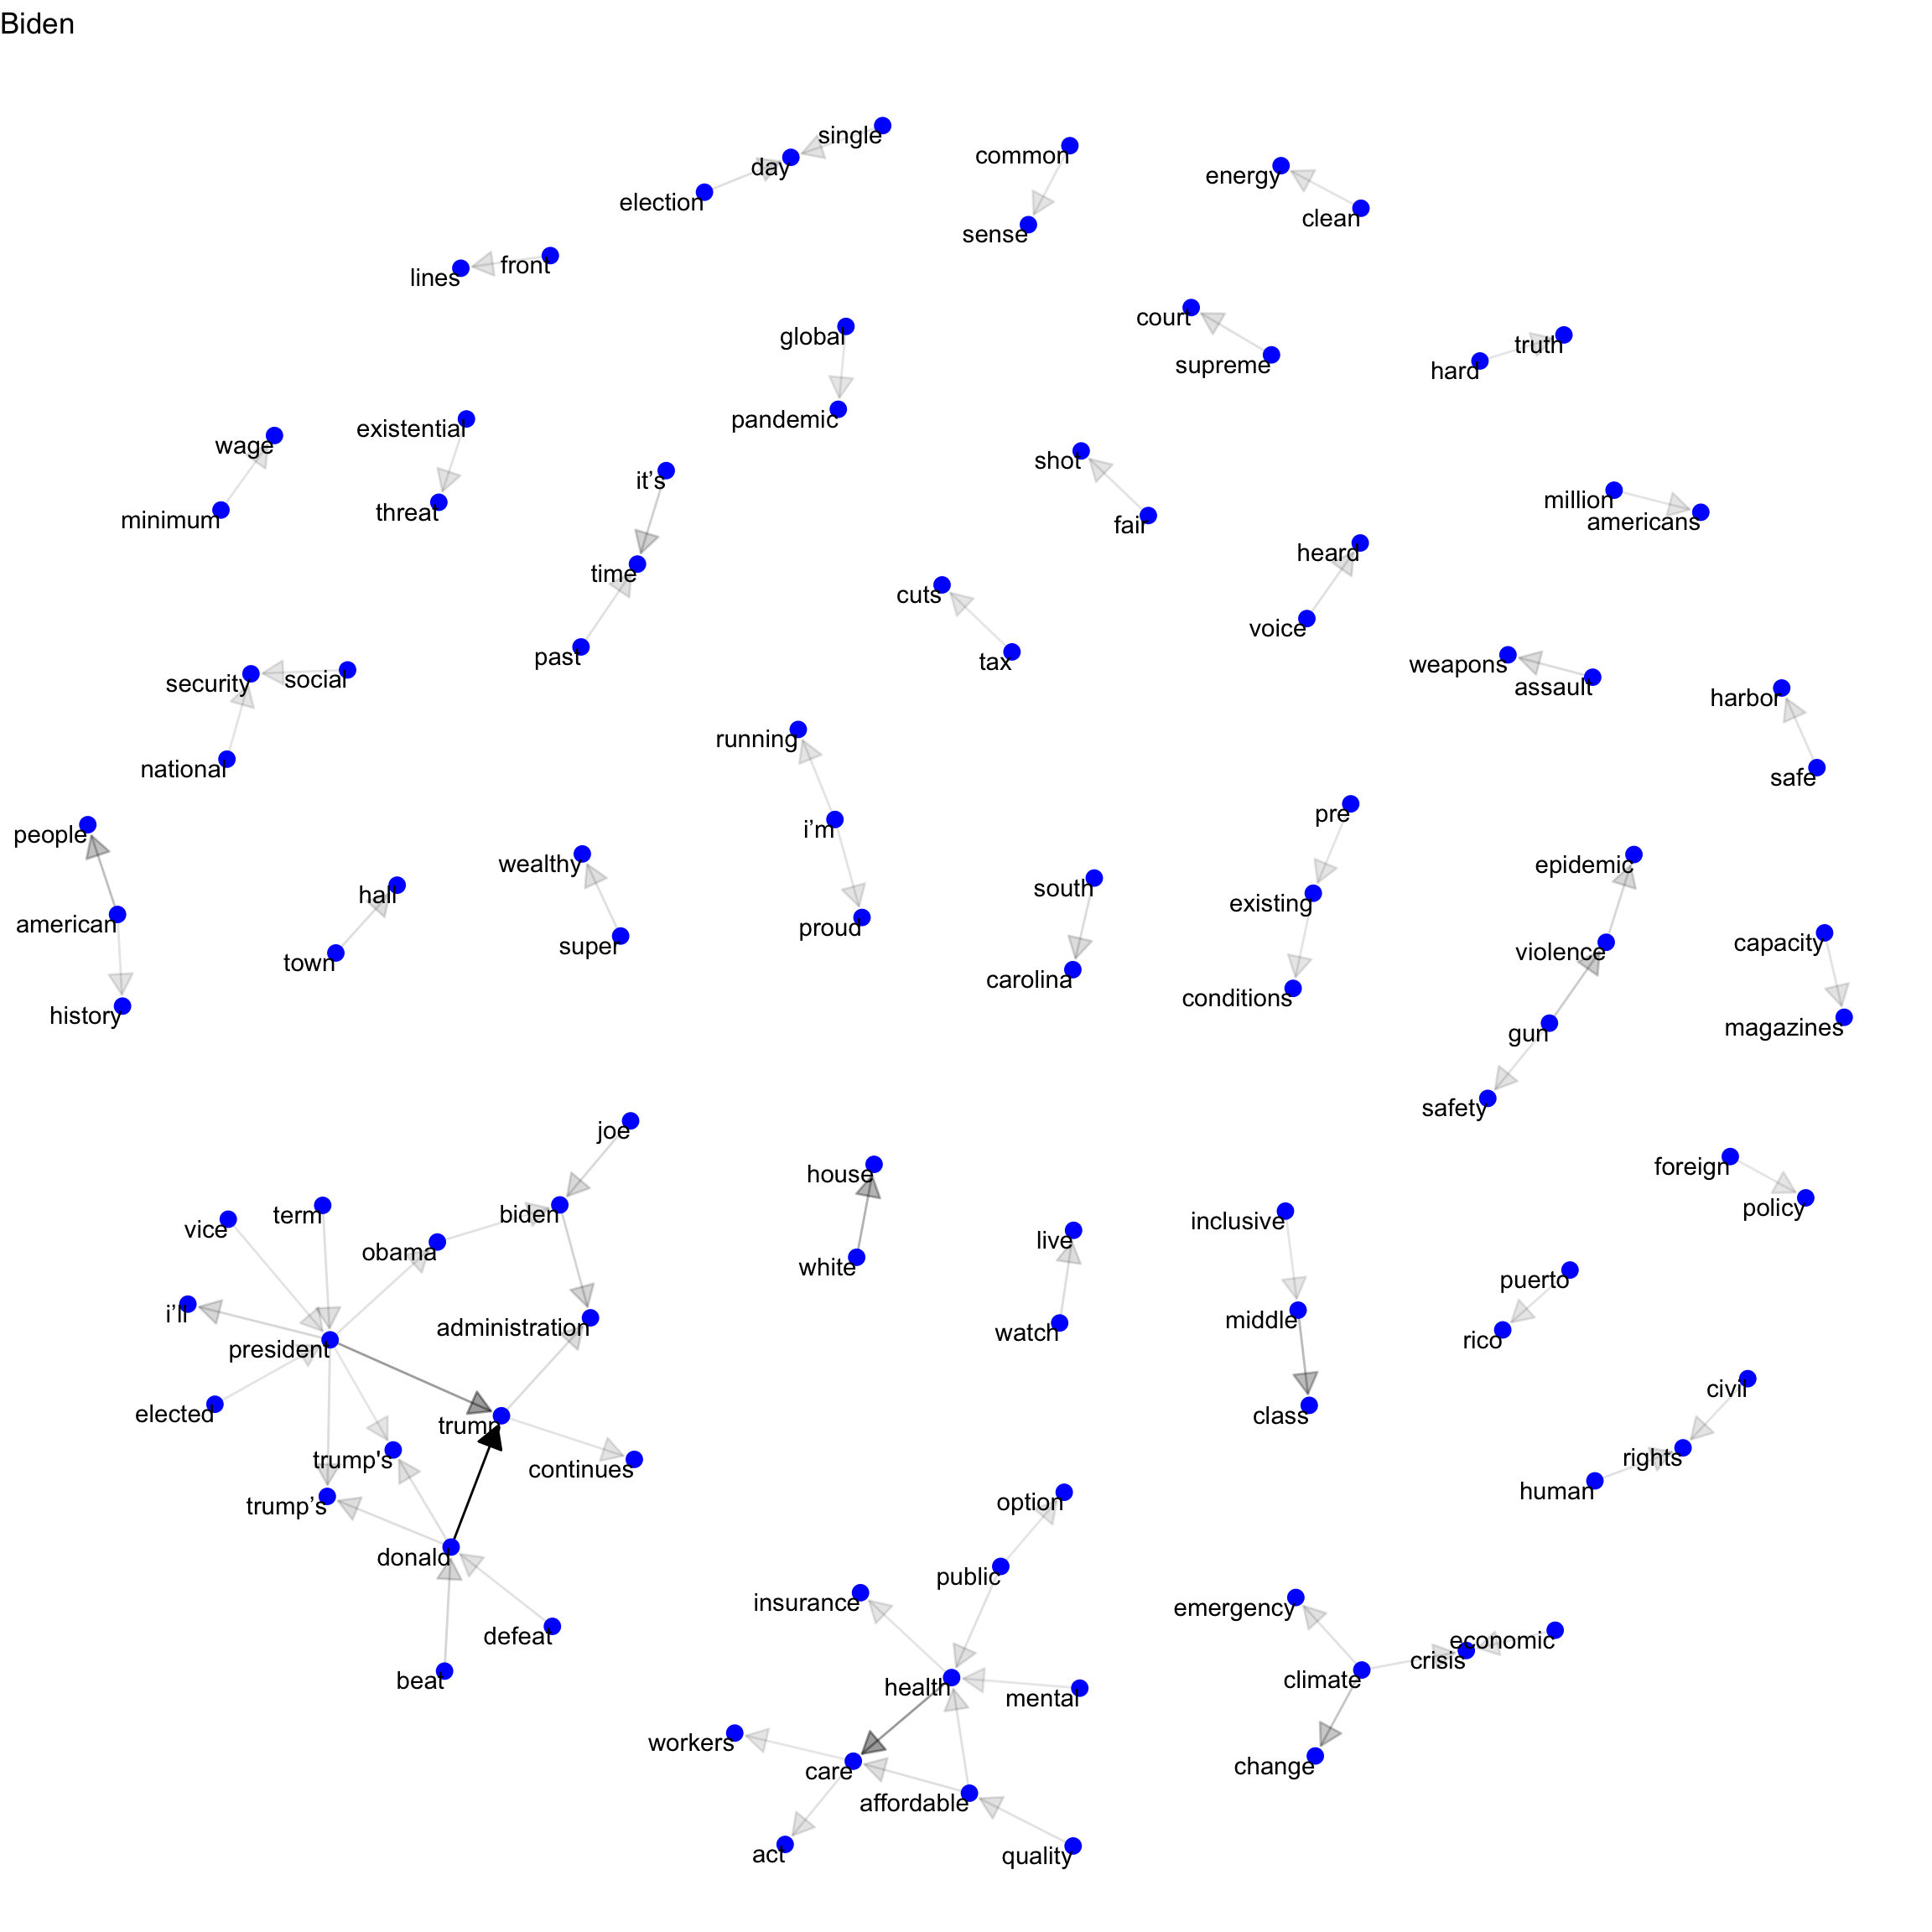 Biden
single
day
election
common
sense
energy
clean
front
lines
global
pandemic
court
supreme
truth
hard
wage
minimum
existential
threat
it’s
time
past
shot
fair
million
americans
heard
voice
cuts
tax
weapons
assault
security
social
national
harbor
safe
running
i’m
proud
people
american
history
hall
town
wealthy
super
south
carolina
pre
existing
conditions
epidemic
violence
gun
safety
capacity
magazines
joe
biden
vice
term
obama
i’ll
president
administration
elected
trump
trump's
continues
trump’s
donald
defeat
beat
house
white
live
watch
inclusive
middle
class
foreign
policy
puerto
rico
civil
rights
human
option
public
insurance
health
mental
workers
care
affordable
act
quality
emergency
economic
crisis
climate
change